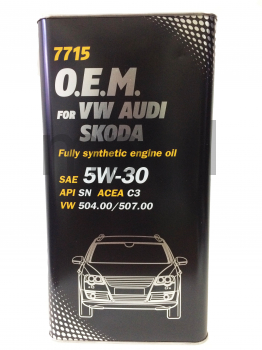 7715
O.E.M.
FOR VW AUDI
SKODA
Fully synthetic engine oil
SAE 5W-30
API SN ACEA C3
VW 504.00/507.00